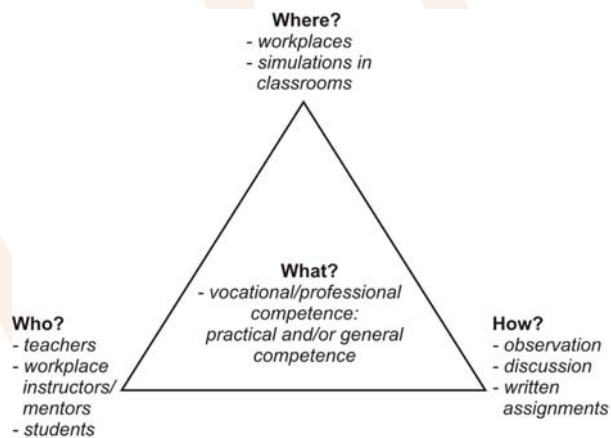 Where?
- workplaces
- simulations in
classrooms
What?
- vocational/professional
competence:
practical and/or general
competence
Who?
- teachers
- workplace
instructors/
mentors
- students
How?
- observation
- discussion
- written
assignments